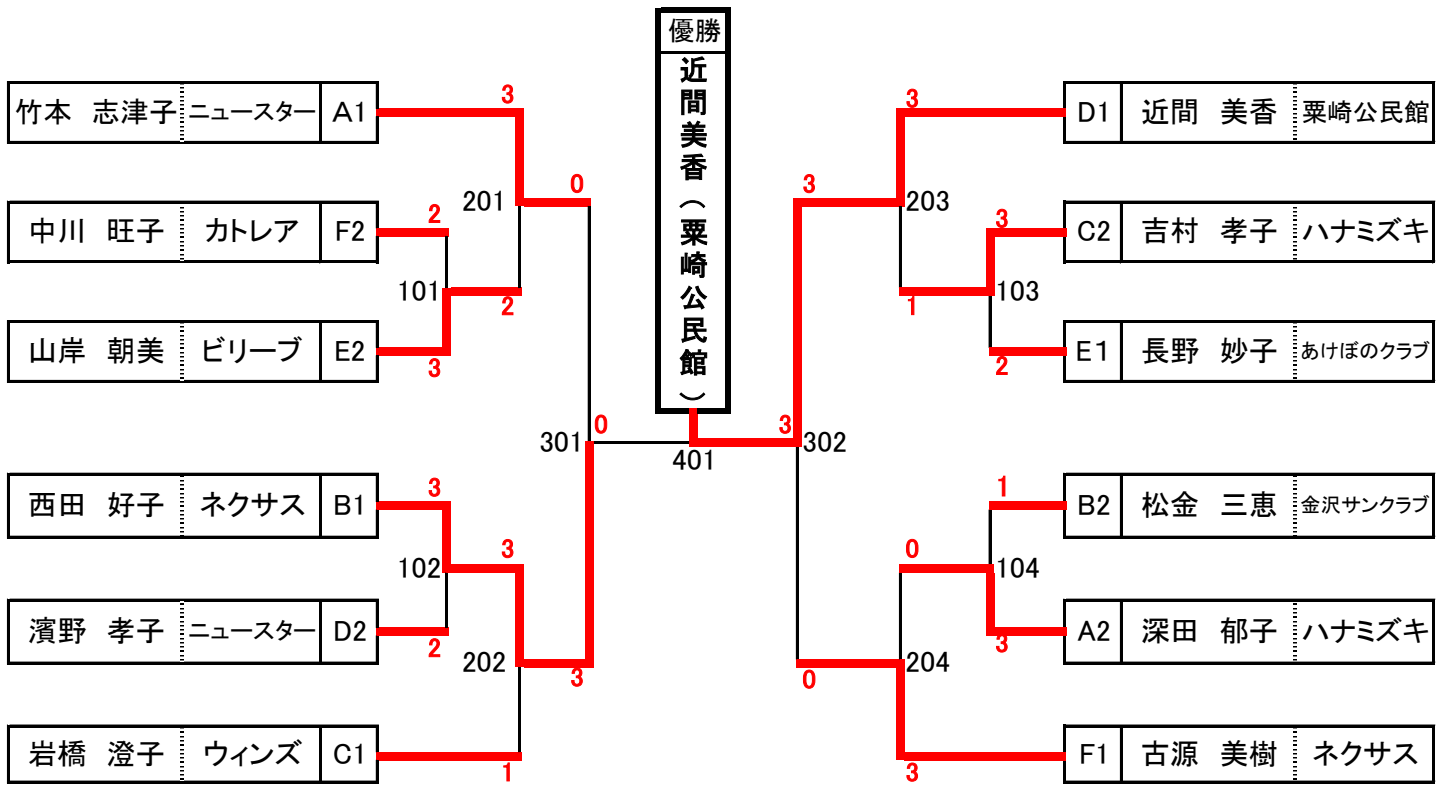 優勝
近間美香（粟崎公民館）
竹本 志津子 ニュースター A1
3
0
201
中川 旺子 カトレア F2
2
101
2
山岸 朝美 ビリーブ E2
3
301
0
西田 好子 ネクサス B1
3
102
3
濱野 孝子 ニュースター D2
2
202
3
岩橋 澄子 ウィンズ C1
1
401
3
D1 近間 美香 粟崎公民館
3
203
3
C2 吉村 孝子 ハナミズキ
1
103
E1 長野 妙子 あけぼのクラブ
2
3
302
1
B2 松金 三恵 金沢サンクラブ
0
104
A2 深田 郁子 ハナミズキ
3
204
0
F1 古源 美樹 ネクサス
3